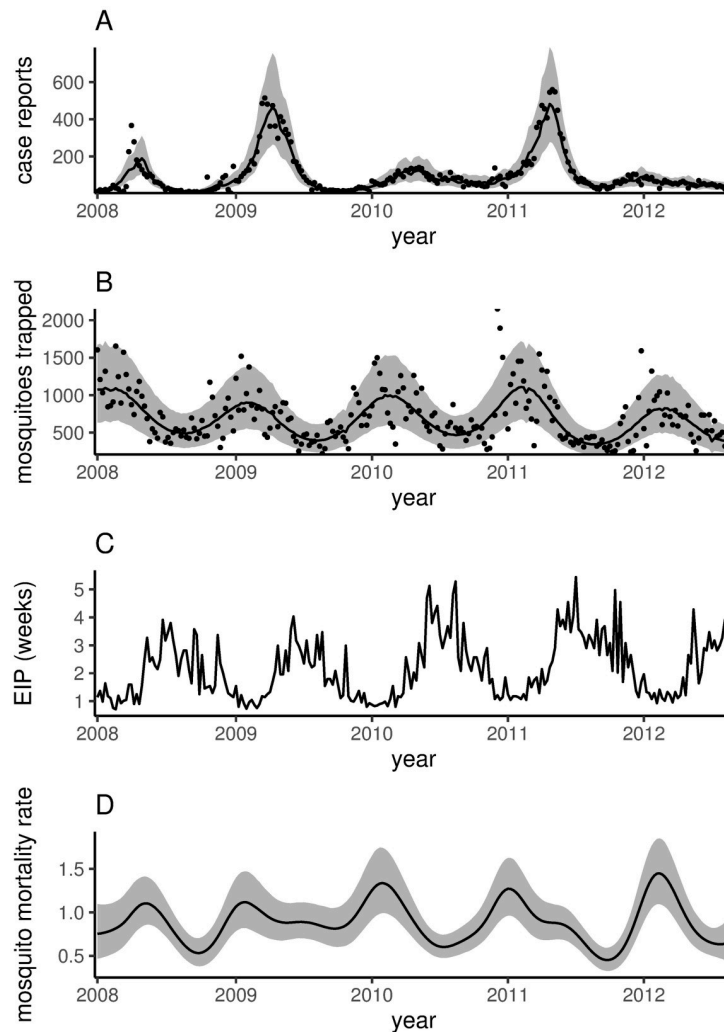 A
case reports
600
400
200
2008 2009 2010 2011 2012
year
B
mosquitoes trapped
2000
1500
1000
500
2008 2009 2010 2011 2012
year
C
EIP (weeks)
5
4
3
2
1
2008 2009 2010 2011 2012
year
D
mosquito mortality rate
1.5
1.0
0.5
2008 2009 2010 2011 2012
year